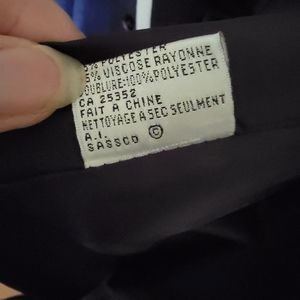 5% POLYESTER
5% VISCOSE RAYONNE
DOUBLURE:100% POLYESTER
CA 25352
FAIT A CHINE
NETTOYAGE A SEC SEULMENT
A.I.
SASSCO ©